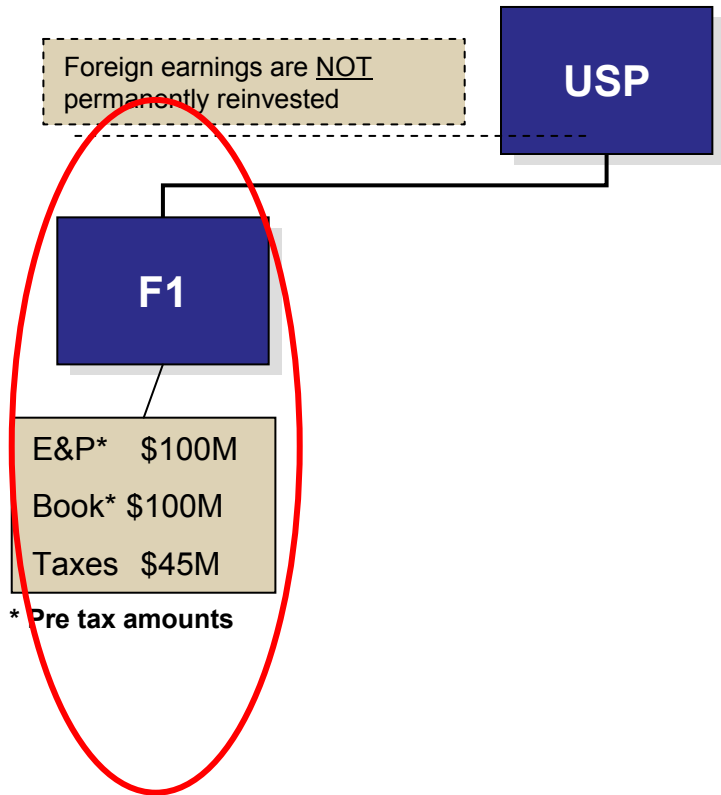 Foreign earnings are NOT
permanently reinvested
USP
F1
E&P* $100M
Book* $100M
Taxes $45M
* Pre tax amounts